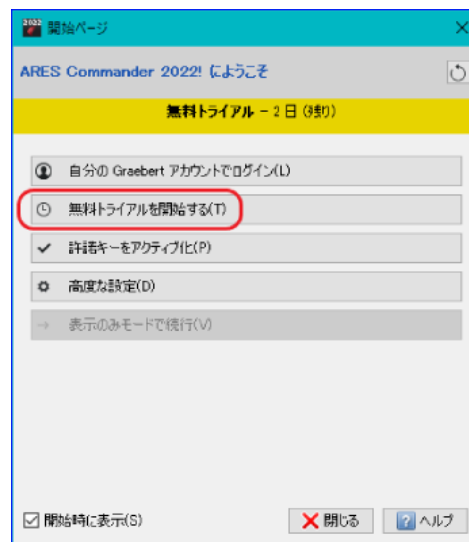 2022 開始ページ
ARES Commander 2022! にようこそ
無料トライアル - 2 日 (残り)
自分の Graebert アカウントでログイン(L)
無料トライアルを開始する(T)
許諾キーをアクティブ化(P)
高度な設定(D)
表示のみモードで続行(V)
開始時に表示(S) 閉じる ヘルプ